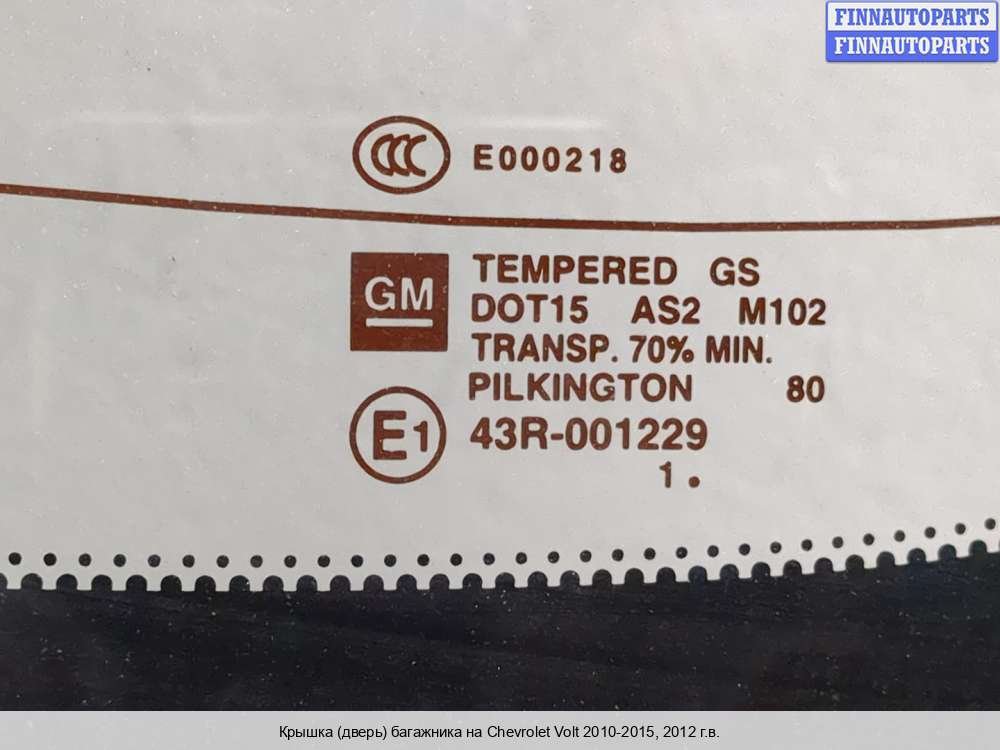 FINNAUTOPARTS
FINNAUTOPARTS
CCC E000218
GM
TEMPERED GS
DOT15 AS2 M102
TRANSP. 70% MIN.
PILKINGTON 80
E1 43R-001229
1 .
Крышка (дверь) багажника на Chevrolet Volt 2010-2015, 2012 г.в.